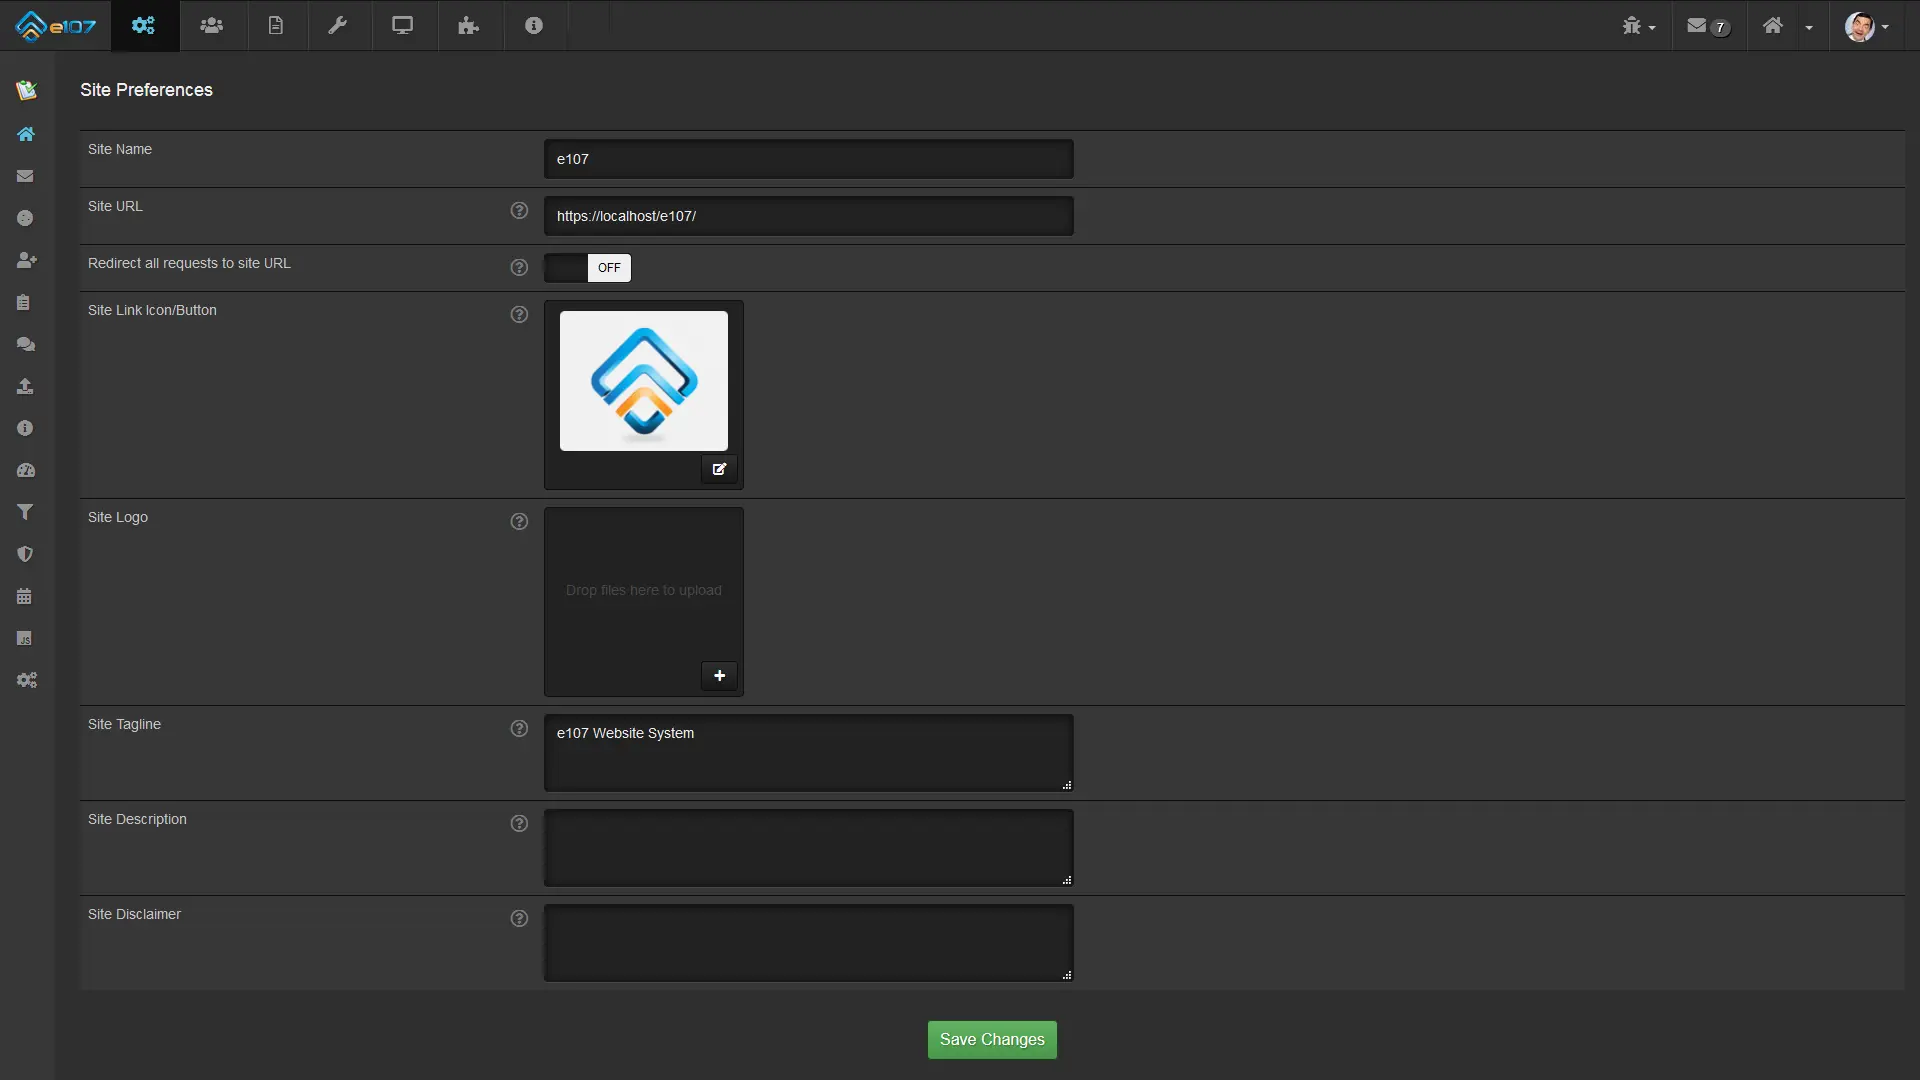 e107
7
Site Preferences
Site Name
e107
Site URL
https://localhost/e107/
Redirect all requests to site URL
OFF
Site Link Icon/Button
Site Logo
Drop files here to upload
Site Tagline
e107 Website System
Site Description
Site Disclaimer
JS
Save Changes